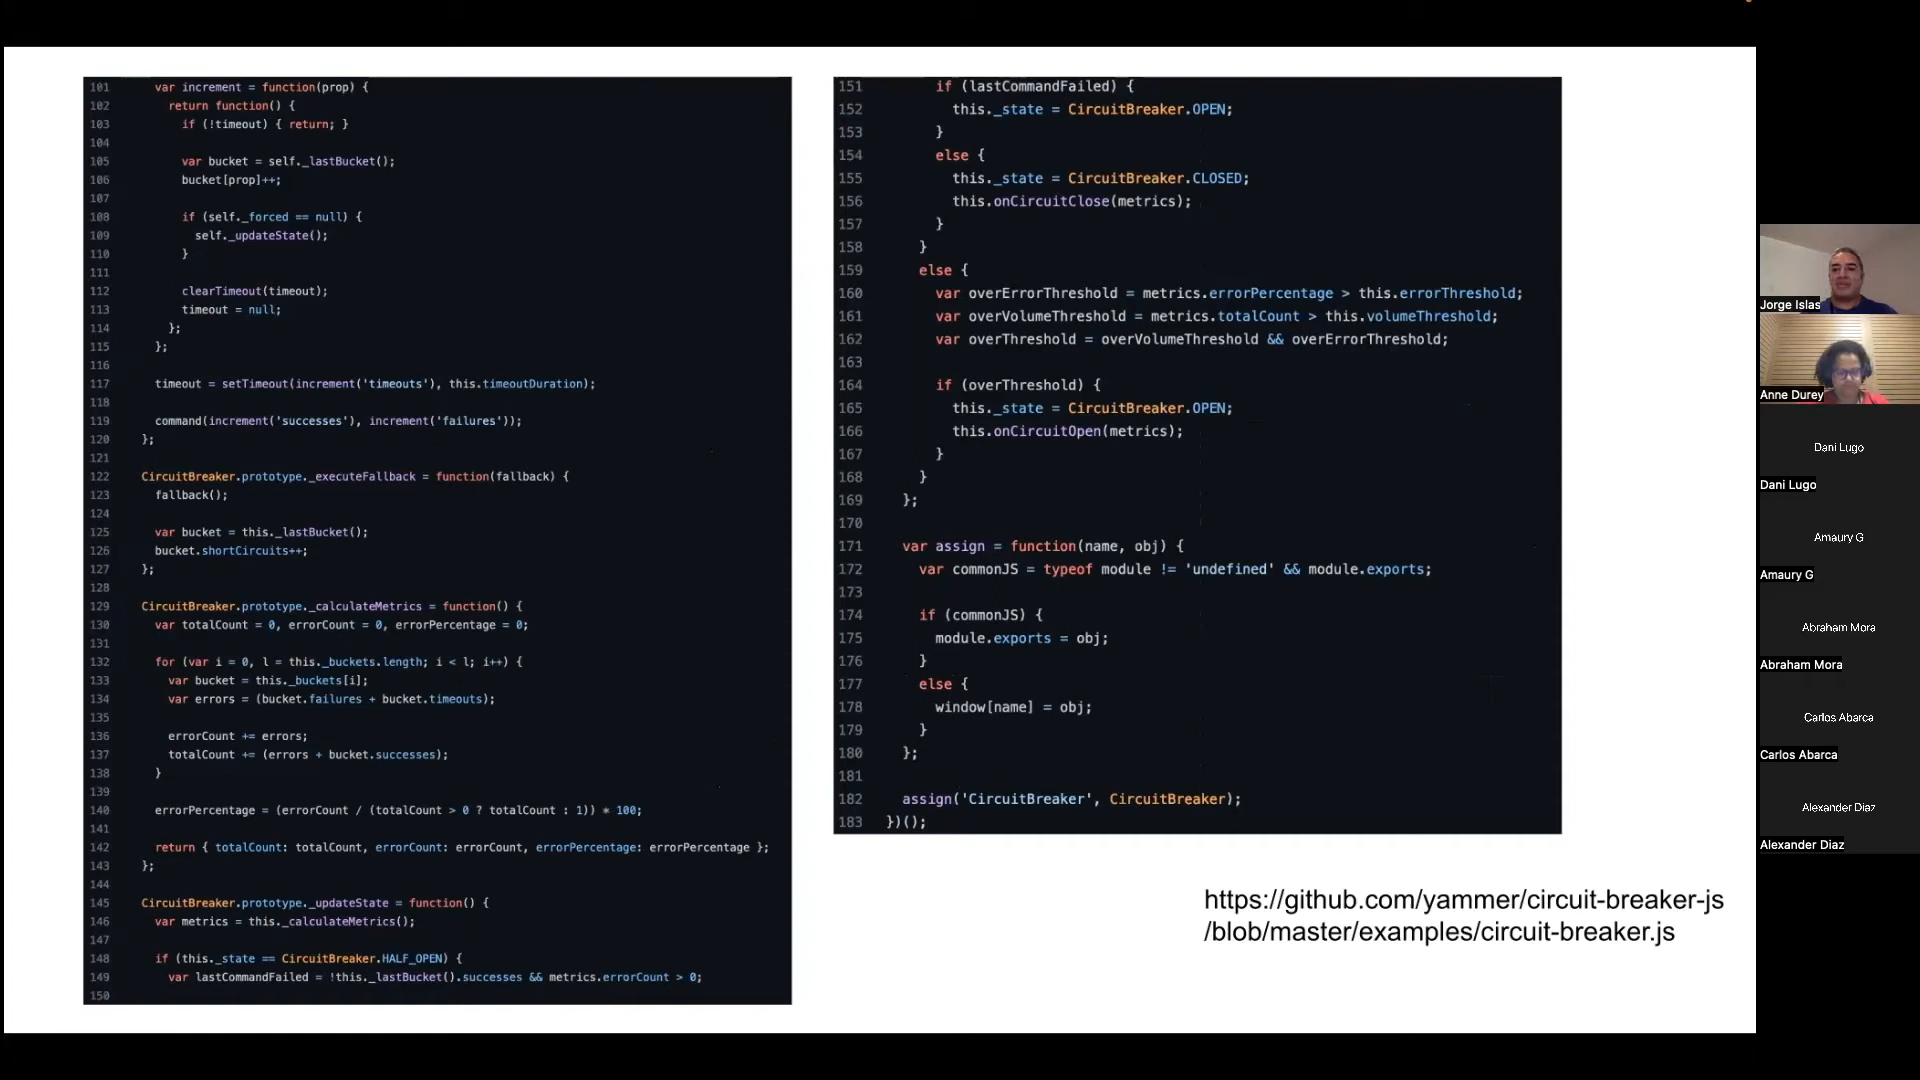 101 var increment = function(prop) {
102 return function() {
103 if (!timeout) { return; }
104
105 var bucket = self._lastBucket();
106 bucket[prop]++;
107
108 if (self._forced == null) {
109 self._updateState();
110 }
111
112 clearTimeout(timeout);
113 timeout = null;
114 };
115 };
116
117 timeout = setTimeout(increment('timeouts'), this.timeoutDuration);
118
119 command(increment('successes'), increment('failures'));
120 };
121
122 CircuitBreaker.prototype._executeFallback = function(fallback) {
123 fallback();
124
125 var bucket = this._lastBucket();
126 bucket.shortCircuits++;
127 };
128
129 CircuitBreaker.prototype._calculateMetrics = function() {
130 var totalCount = 0, errorCount = 0, errorPercentage = 0;
131
132 for (var i = 0, l = this._buckets.length; i < l; i++) {
133 var bucket = this._buckets[i];
134 var errors = (bucket.failures + bucket.timeouts);
135
136 errorCount += errors;
137 totalCount += (errors + bucket.successes);
138 }
139
140 errorPercentage = (errorCount / (totalCount > 0 ? totalCount : 1)) * 100;
141
142 return { totalCount: totalCount, errorCount: errorCount, errorPercentage: errorPercentage };
143 };
144
145 CircuitBreaker.prototype._updateState = function() {
146 var metrics = this._calculateMetrics();
147
148 if (this._state == CircuitBreaker.HALF_OPEN) {
149 var lastCommandFailed = !this._lastBucket().successes && metrics.errorCount > 0;
150
151 if (lastCommandFailed) {
152 this._state = CircuitBreaker.OPEN;
153 }
154 else {
155 this._state = CircuitBreaker.CLOSED;
156 this.onCircuitClose(metrics);
157 }
158 }
159 else {
160 var overErrorThreshold = metrics.errorPercentage > this.errorThreshold;
161 var overVolumeThreshold = metrics.totalCount > this.volumeThreshold;
162 var overThreshold = overVolumeThreshold && overErrorThreshold;
163
164 if (overThreshold) {
165 this._state = CircuitBreaker.OPEN;
166 this.onCircuitOpen(metrics);
167 }
168 }
169 };
170
171 var assign = function(name, obj) {
172 var commonJS = typeof module != 'undefined' && module.exports;
173
174 if (commonJS) {
175 module.exports = obj;
176 }
177 else {
178 window[name] = obj;
179 }
180 };
181
182 assign('CircuitBreaker', CircuitBreaker);
183 })();
https://github.com/yammer/circuit-breaker-js
/blob/master/examples/circuit-breaker.js
Jorge Islas
Anne Durey
Dani Lugo
Dani Lugo
Amaury G
Amaury G
Abraham Mora
Abraham Mora
Carlos Abarca
Carlos Abarca
Alexander Diaz
Alexander Diaz